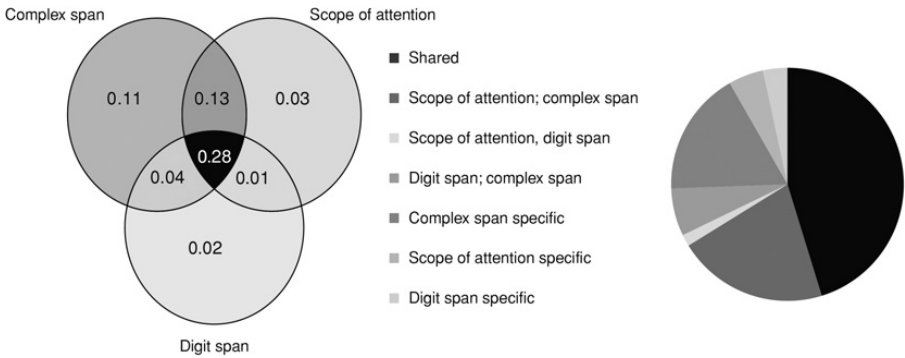 Complex span
Scope of attention
0.11
0.13
0.03
0.28
0.04
0.01
0.02
Digit span
Shared
Scope of attention; complex span
Scope of attention, digit span
Digit span; complex span
Complex span specific
Scope of attention specific
Digit span specific